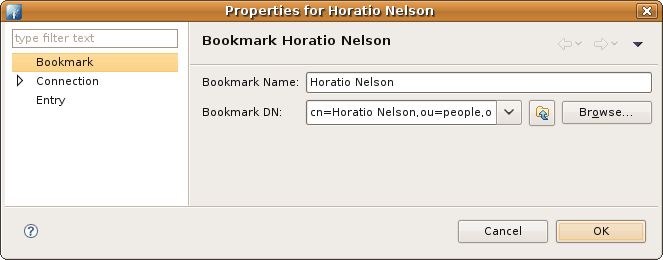 Properties for Horatio Nelson
type filter text
Bookmark
Connection
Entry
Bookmark Horatio Nelson
Bookmark Name: Horatio Nelson
Bookmark DN: cn=Horatio Nelson,ou=people,o Browse...
Cancel OK